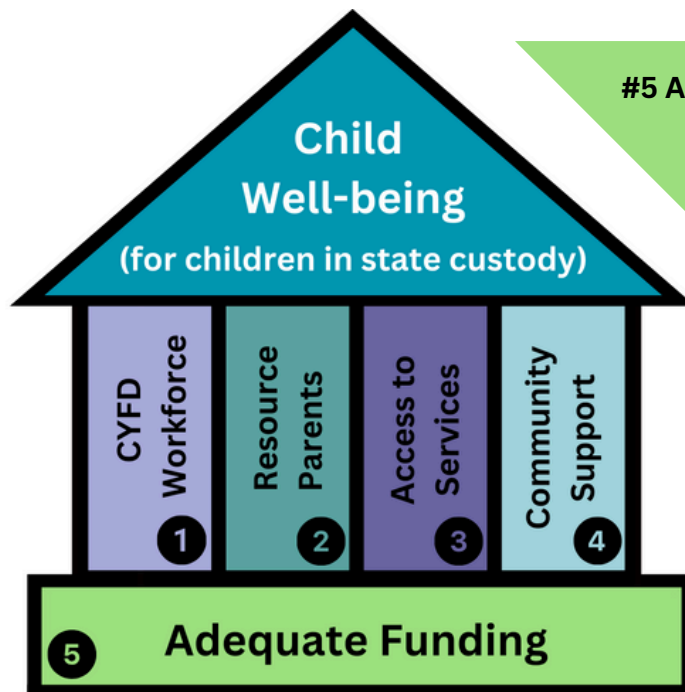 #5 A
Child
Well-being
(for children in state custody)
CYFD
Workforce
1
Resource
Parents
2
Access to
Services
3
Community
Support
4
5
Adequate Funding